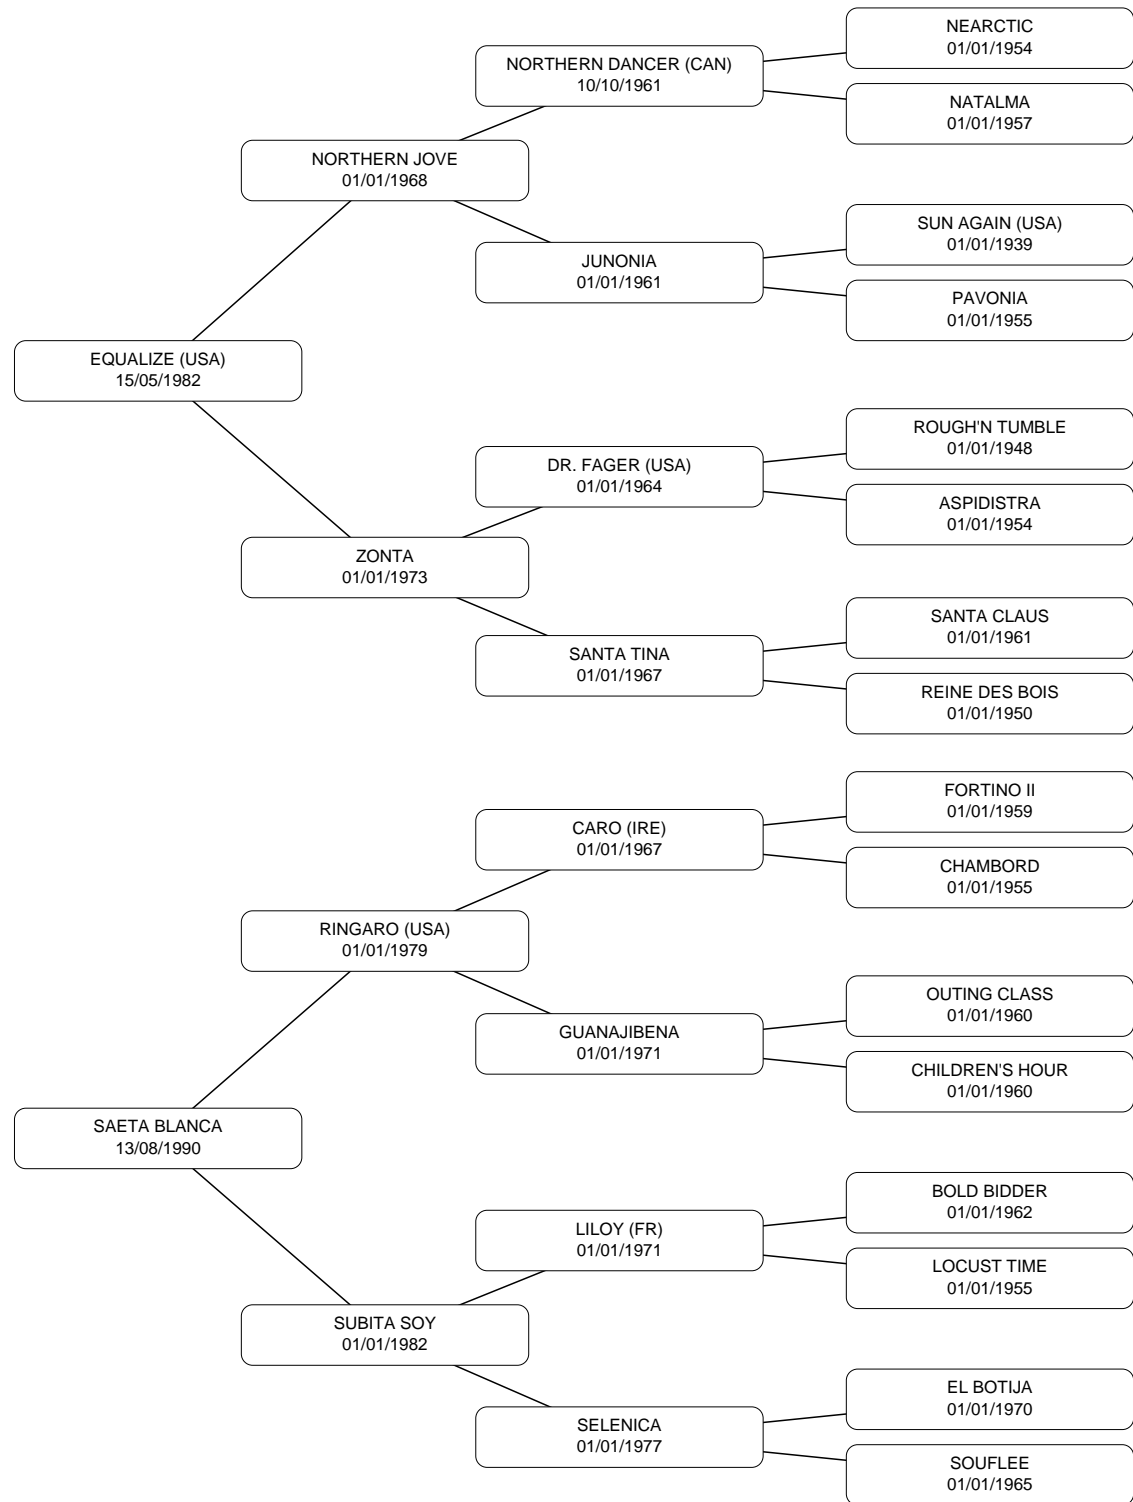 NEARCTIC
01/01/1954
NORTHERN DANCER (CAN)
10/10/1961
NATALMA
01/01/1957
NORTHERN JOVE
01/01/1968
SUN AGAIN (USA)
01/01/1939
JUNONIA
01/01/1961
PAVONIA
01/01/1955
EQUALIZE (USA)
15/05/1982
ROUGH'N TUMBLE
01/01/1948
DR. FAGER (USA)
01/01/1964
ASPIDISTRA
01/01/1954
ZONTA
01/01/1973
SANTA CLAUS
01/01/1961
SANTA TINA
01/01/1967
REINE DES BOIS
01/01/1950
FORTINO II
01/01/1959
CARO (IRE)
01/01/1967
CHAMBORD
01/01/1955
RINGARO (USA)
01/01/1979
OUTING CLASS
01/01/1960
GUANAJIBENA
01/01/1971
CHILDREN'S HOUR
01/01/1960
SAETA BLANCA
13/08/1990
BOLD BIDDER
01/01/1962
LILOY (FR)
01/01/1971
LOCUST TIME
01/01/1955
SUBITA SOY
01/01/1982
EL BOTIJA
01/01/1970
SELENICA
01/01/1977
SOUFLEE
01/01/1965